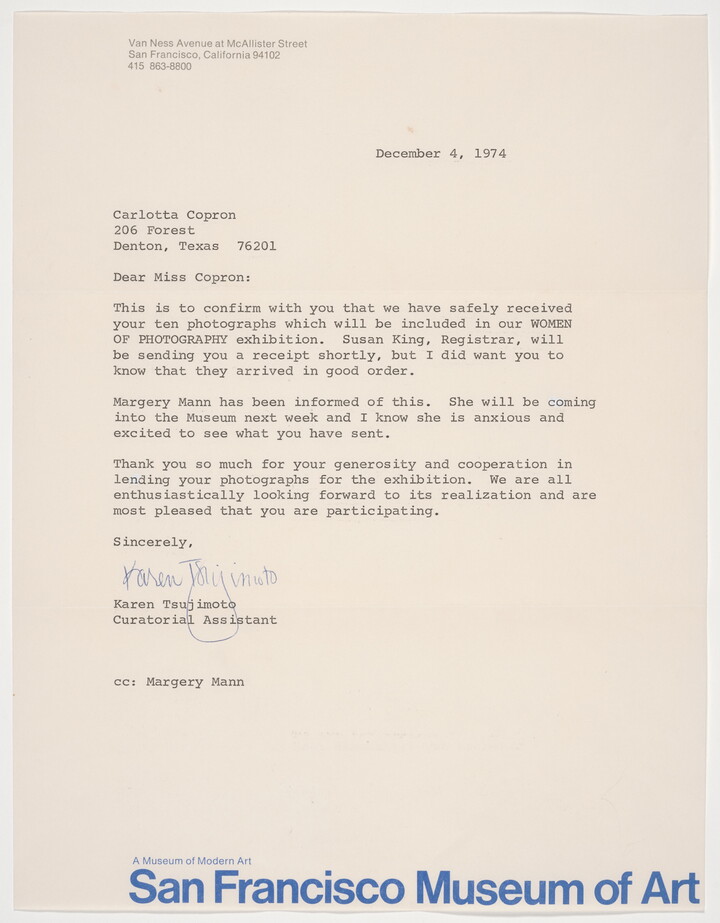 Van Ness Avenue at McAllister Street
San Francisco, California 94102
415 863-8800
December 4, 1974
Carlotta Copron
206 Forest
Denton, Texas 76201
Dear Miss Copron:
This is to confirm with you that we have safely received
your ten photographs which will be included in our WOMEN
OF PHOTOGRAPHY exhibition. Susan King, Registrar, will
be sending you a receipt shortly, but I did want you to
know that they arrived in good order.
Margery Mann has been informed of this. She will be coming
into the Museum next week and I know she is anxious and
excited to see what you have sent.
Thank you so much for your generosity and cooperation in
lending your photographs for the exhibition. We are all
enthusiastically looking forward to its realization and are
most pleased that you are participating.
Sincerely,
Karen Tsujimoto
Karen Tsujimoto
Curatorial Assistant
cc: Margery Mann
A Museum of Modern Art
San Francisco Museum of Art